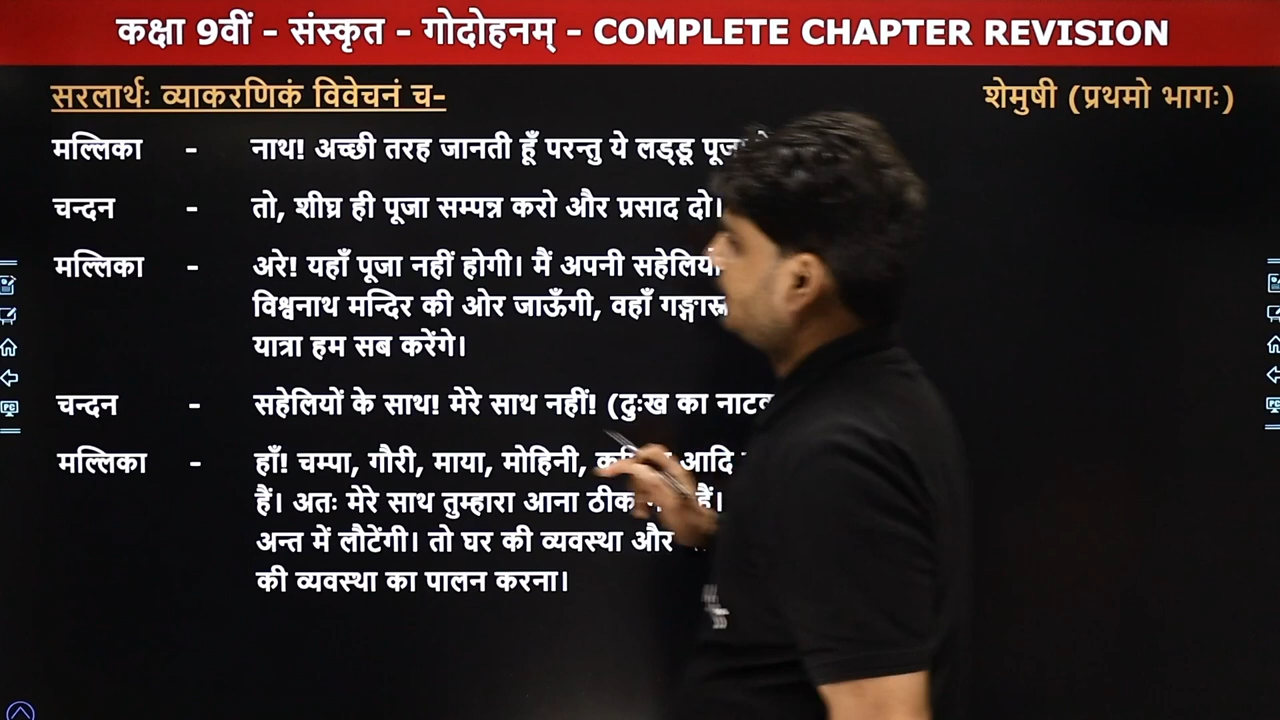 कक्षा 9वीं - संस्कृत - गोदोहनम् - COMPLETE CHAPTER REVISION
सरलार्थः व्याकरणिकं विवेचनं च-
शेमुषी (प्रथमो भागः)
मल्लिका - नाथ! अच्छी तरह जानती हूँ परन्तु ये लड्डू
चन्दन - तो, शीघ्र ही पूजा सम्पन्न करो और प्रसाद दो।
मल्लिका - अरे! यहाँ पूजा नहीं होगी। मैं अपनी
विश्वनाथ मन्दिर की ओर जाऊँगी, वहाँ
यात्रा हम सब करेंगे।
चन्दन - सहेलियों के साथ! मेरे साथ नहीं! (दुःख का
मल्लिका - हाँ! चम्पा, गौरी, माया, मोहिनी, आदि
हैं। अतः मेरे साथ तुम्हारा आना ठीक हैं।
अन्त में लौटेंगी। तो घर की व्यवस्था और
की व्यवस्था का पालन करना।